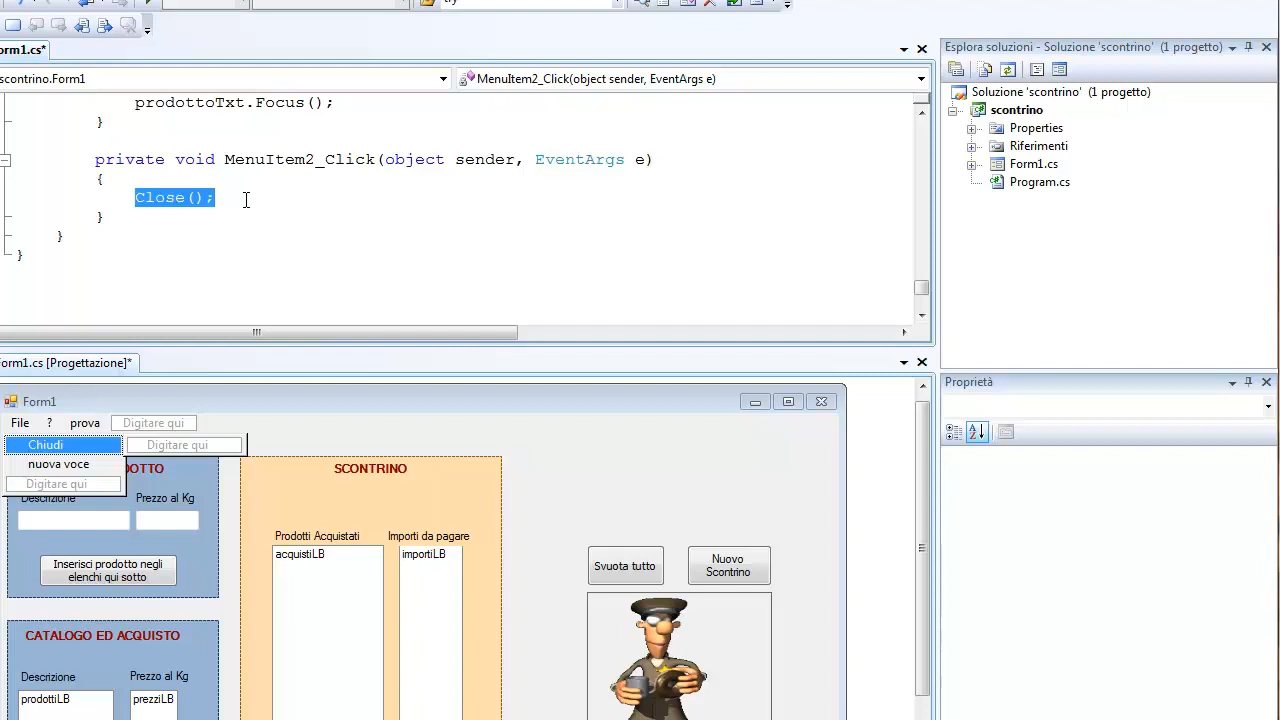 try
Form1.cs*
scontrino.Form1
MenuItem2_Click(object sender, EventArgs e)
prodottoTxt.Focus();
}
private void MenuItem2_Click(object sender, EventArgs e)
{
Close();
}
}
}
Form1.cs [Progettazione]*
Form1
File ? prova Digitare qui
Chiudi Digitare qui
nuova voce
Digitare qui
DOTTO
Descrizione Prezzo al Kg
Inserisci prodotto negli
elenchi qui sotto
CATALOGO ED ACQUISTO
Descrizione Prezzo al Kg
prodottiLB prezziLB
SCONTRINO
Prodotti Acquistati Importi da pagare
acquistiLB importiLB
Svuota tutto
Nuovo
Scontrino
Esplora soluzioni - Soluzione 'scontrino' (1 progetto)
Soluzione 'scontrino' (1 progetto)
scontrino
Properties
Riferimenti
Form1.cs
Program.cs
Proprietà